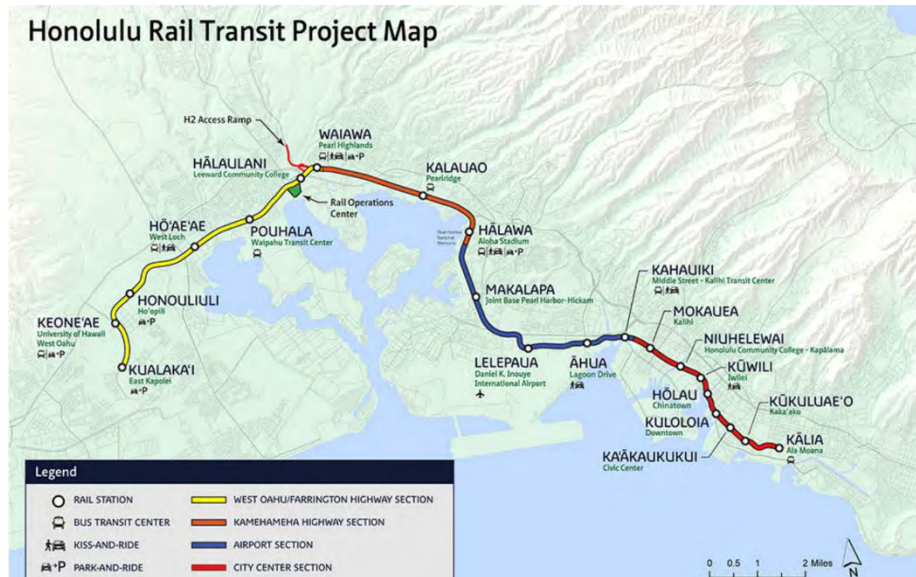 Honolulu Rail Transit Project Map
H2 Access Ramp
WAIAWA
Pearl Highlands
P
HĀLAULANI
Leeward Community College
KALAUAO
Pearlridge
Rail Operations
Center
HŌ'AE'AE
West Loch
POUHALA
Waipahu Transit Center
HĀLAWA
Aloha Stadium
P
MAKALAPA
Joint Base Pearl Harbor-Hickam
KAHAUIKI
Middle Street - Kalihi Transit Center
HONOULIULI
Ho'opili
P
MOKAUEA
Kalihi
KEONE'AE
University of Hawaii
West Oahu
P
NIUHELEWAI
Honolulu Community College - Kapālama
KUALAKA'I
East Kapolei
P
LELEPAUA
Daniel K. Inouye
International Airport
ĀHUA
Lagoon Drive
KŪWILI
Iwilei
HŌLAU
Chinatown
KŪKULUAE'O
Kaka'ako
KULOLOIA
Downtown
KĀLIA
Ala Moana
KA'ĀKAUKUKUI
Civic Center
Legend
RAIL STATION
WEST OAHU/FARRINGTON HIGHWAY SECTION
BUS TRANSIT CENTER
KAMEHAMEHA HIGHWAY SECTION
KISS-AND-RIDE
AIRPORT SECTION
P PARK-AND-RIDE
CITY CENTER SECTION
0 0.5 1 2 Miles
N